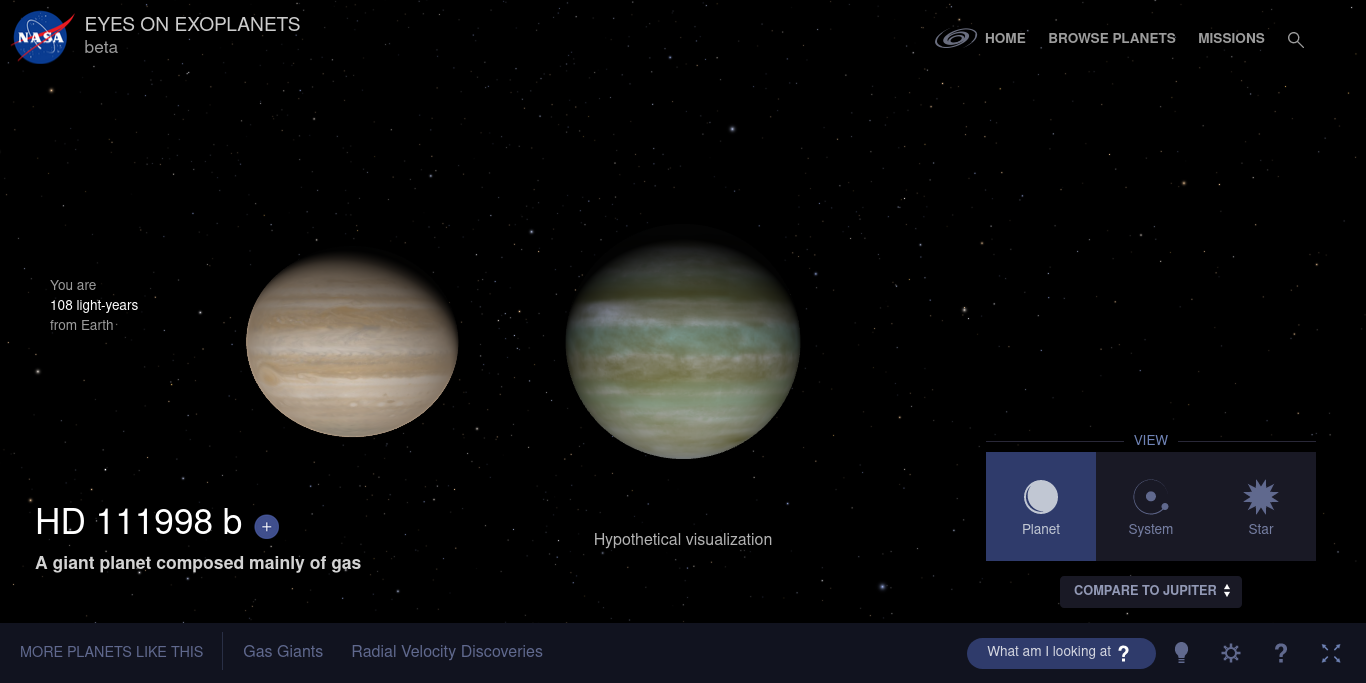 NASA
EYES ON EXOPLANETS
beta
HOME
BROWSE PLANETS
MISSIONS
You are
108 light-years
from Earth
VIEW
Planet
System
Star
HD 111998 b +
A giant planet composed mainly of gas
Hypothetical visualization
COMPARE TO JUPITER
MORE PLANETS LIKE THIS
Gas Giants
Radial Velocity Discoveries
What am I looking at ?
?